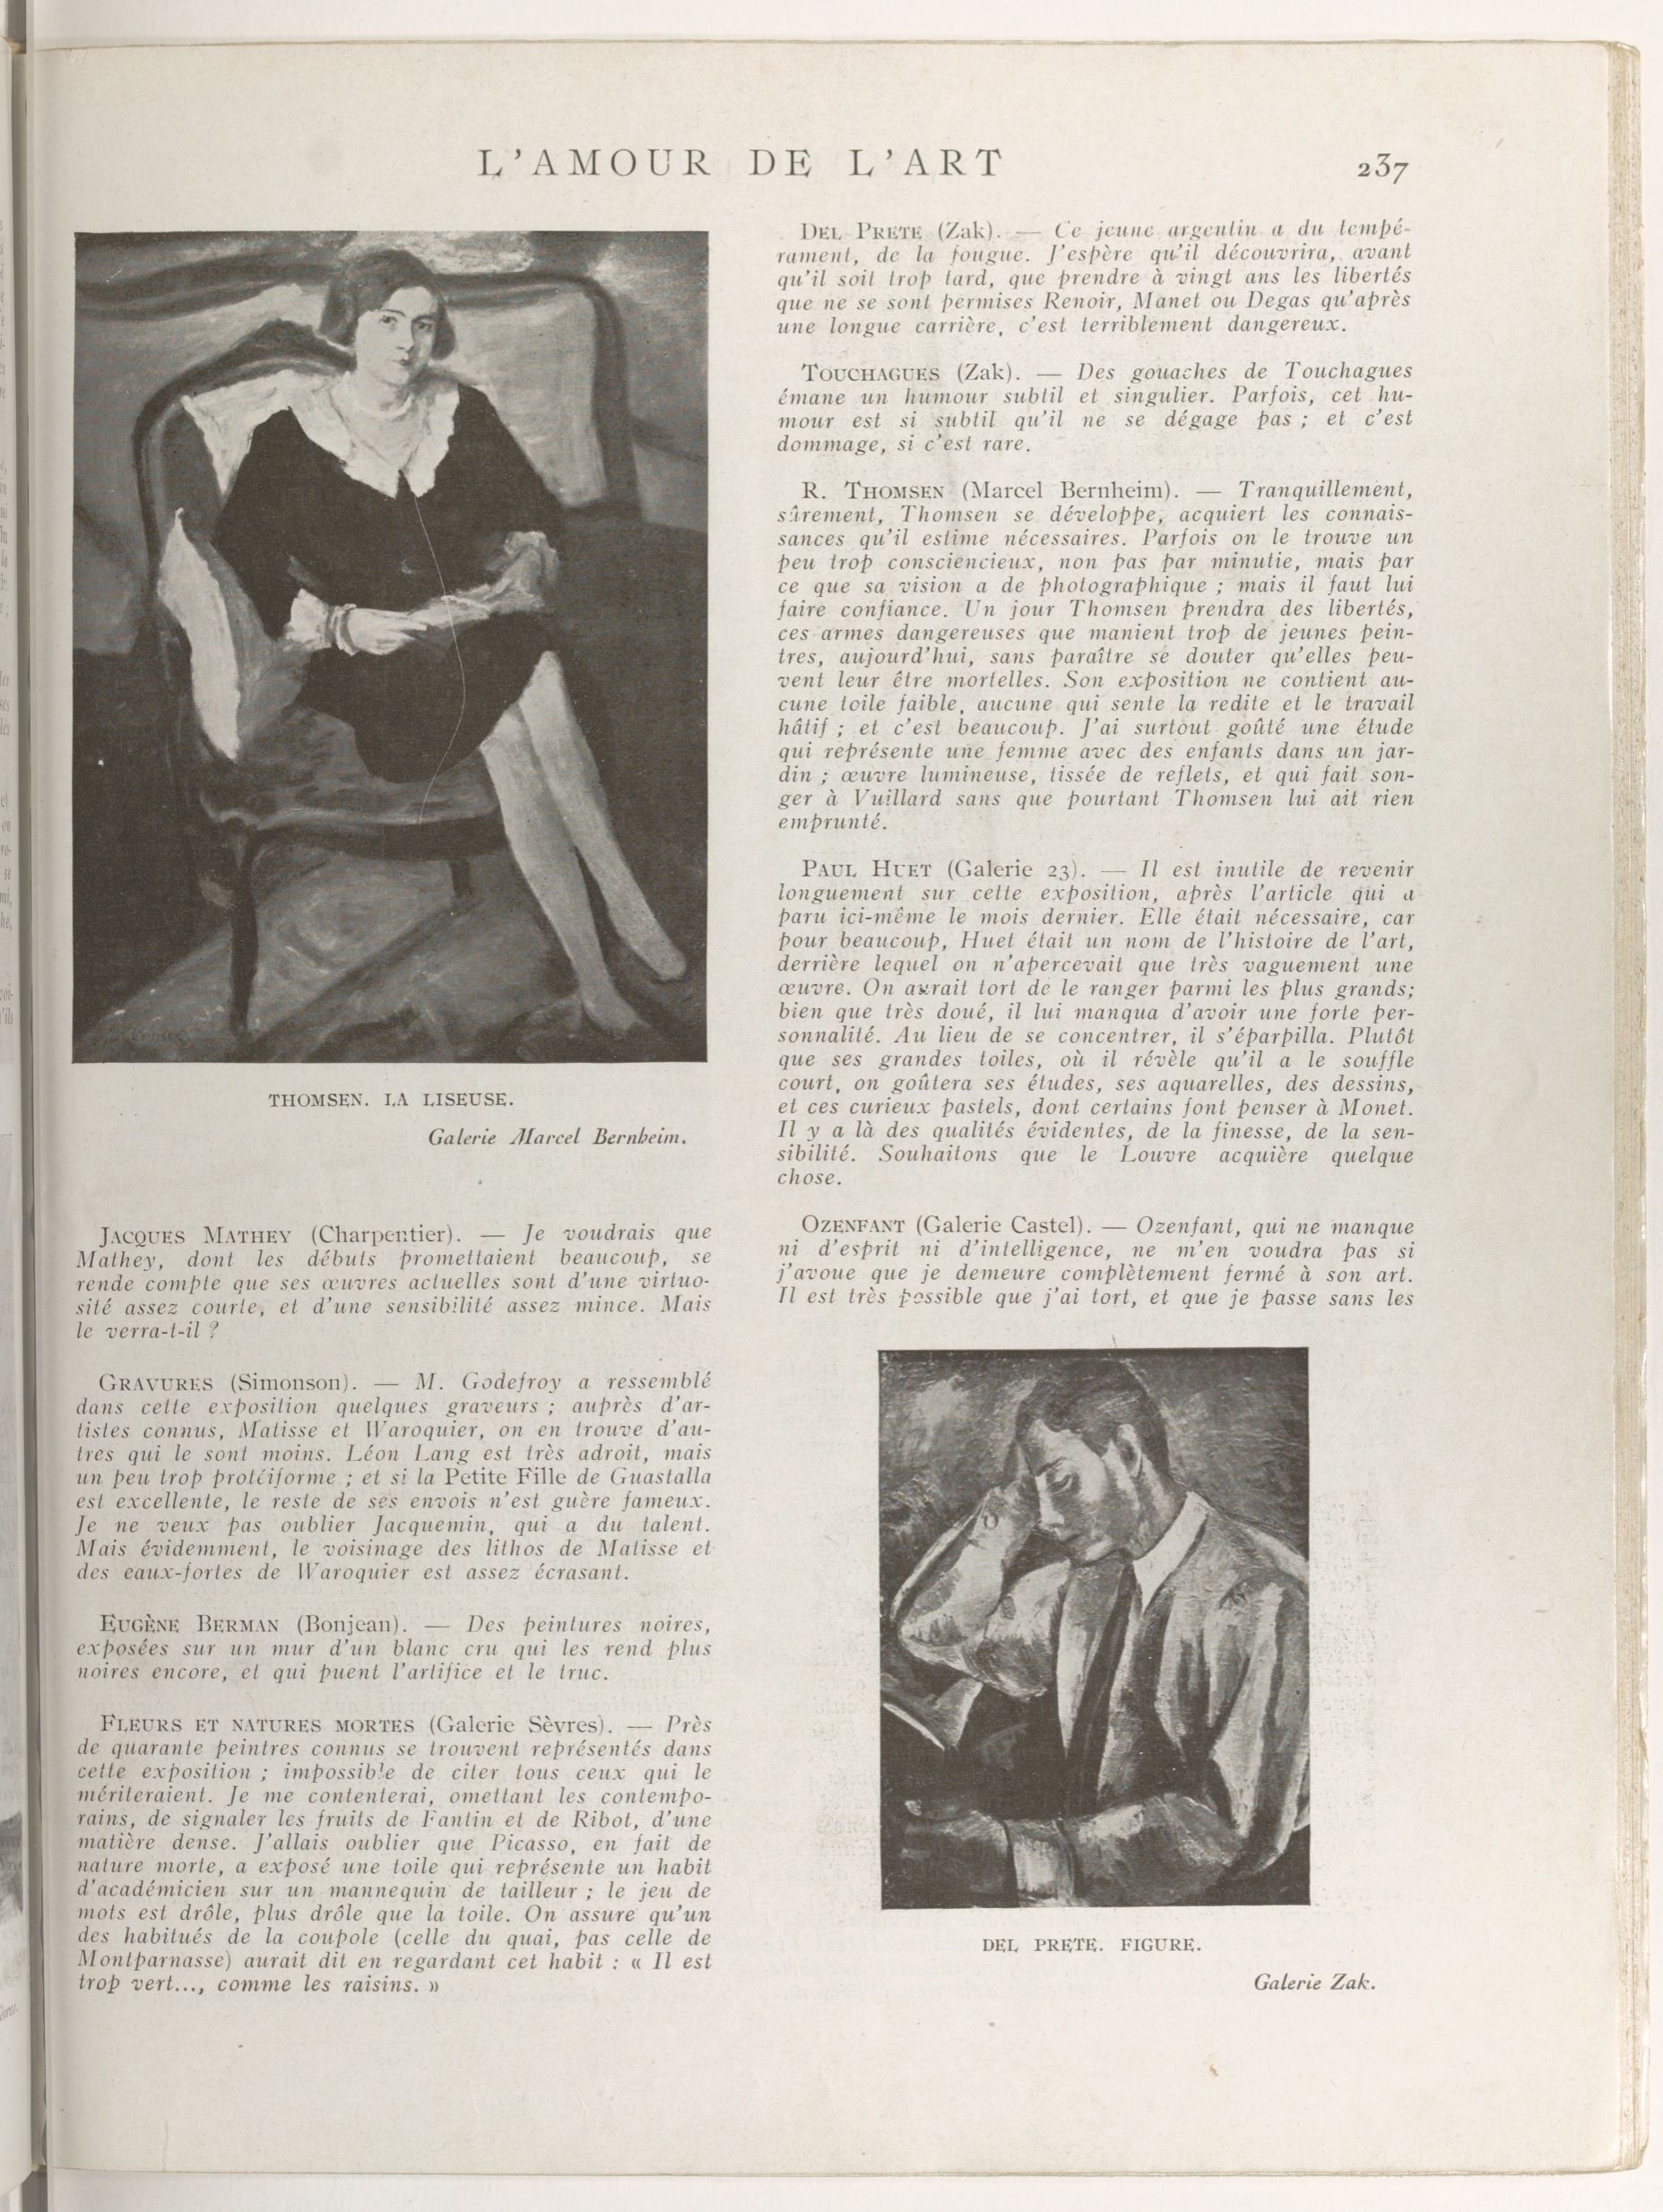 L'AMOUR DE L'ART
237
THOMSEN. LA LISEUSE.
Galerie Marcel Bernheim.
JACQUES MATHEY (Charpentier). — Je voudrais que
Mathey, dont les débuts promettaient beaucoup, se
rende compte que ses œuvres actuelles sont d'une virtuo-
sité assez courte, et d'une sensibilité assez mince. Mais
le verra-t-il ?
GRAVURES (Simonson). — M. Godefroy a ressemblé
dans cette exposition quelques graveurs ; auprès d'ar-
tistes connus, Matisse et Waroquier, on en trouve d'au-
tres qui le sont moins. Léon Lang est très adroit, mais
un peu trop protéiforme ; et si la Petite Fille de Guastalla
est excellente, le reste de ses envois n'est guère fameux.
Je ne veux pas oublier Jacquemin, qui a du talent.
Mais évidemment, le voisinage des lithos de Matisse et
des eaux-fortes de Waroquier est assez écrasant.
EUGÈNE BERMAN (Bonjean). — Des peintures noires,
exposées sur un mur d'un blanc cru qui les rend plus
noires encore, et qui puent l'artifice et le truc.
FLEURS ET NATURES MORTES (Galerie Sèvres). — Près
de quarante peintres connus se trouvent représentés dans
cette exposition ; impossible de citer tous ceux qui le
mériteraient. Je me contenterai, omettant les contempo-
rains, de signaler les fruits de Fantin et de Ribot, d'une
matière dense. J'allais oublier que Picasso, en fait de
nature morte, a exposé une toile qui représente un habit
d'académicien sur un mannequin de tailleur ; le jeu de
mots est drôle, plus drôle que la toile. On assure qu'un
des habitués de la coupole (celle du quai, pas celle de
Montparnasse) aurait dit en regardant cet habit : « Il est
trop vert..., comme les raisins. »
DEL PRETE (Zak). — Ce jeune argentin a du tempé-
rament, de la fougue. J'espère qu'il découvrira, avant
qu'il soit trop tard, que prendre à vingt ans les libertés
que ne se sont permises Renoir, Manet ou Degas qu'après
une longue carrière, c'est terriblement dangereux.
TOUCHAGUES (Zak). — Des gouaches de Touchagues
émane un humour subtil et singulier. Parfois, cet hu-
mour est si subtil qu'il ne se dégage pas ; et c'est
dommage, si c'est rare.
R. THOMSEN (Marcel Bernheim). — Tranquillement,
sûrement, Thomsen se développe, acquiert les connais-
sances qu'il estime nécessaires. Parfois on le trouve un
peu trop consciencieux, non pas par minutie, mais par
ce que sa vision a de photographique ; mais il faut lui
faire confiance. Un jour Thomsen prendra des libertés,
ces armes dangereuses que manient trop de jeunes pein-
tres, aujourd'hui, sans paraître se douter qu'elles peu-
vent leur être mortelles. Son exposition ne contient au-
cune toile faible, aucune qui sente la redite et le travail
hâtif ; et c'est beaucoup. J'ai surtout goûté une étude
qui représente une femme avec des enfants dans un jar-
din ; œuvre lumineuse, tissée de reflets, et qui fait son-
ger à Vuillard sans que pourtant Thomsen lui ait rien
emprunté.
PAUL HUET (Galerie 23). — Il est inutile de revenir
longuement sur cette exposition, après l'article qui a
paru ici-même le mois dernier. Elle était nécessaire, car
pour beaucoup, Huet était un nom de l'histoire de l'art,
derrière lequel on n'apercevait que très vaguement une
œuvre. On aurait tort de le ranger parmi les plus grands;
bien que très doué, il lui manqua d'avoir une forte per-
sonnalité. Au lieu de se concentrer, il s'éparpilla. Plutôt
que ses grandes toiles, où il révèle qu'il a le souffle
court, on goûtera ses études, ses aquarelles, des dessins,
et ces curieux pastels, dont certains font penser à Monet.
Il y a là des qualités évidentes, de la finesse, de la sen-
sibilité. Souhaitons que le Louvre acquière quelque
chose.
OZENFANT (Galerie Castel). — Ozenfant, qui ne manque
ni d'esprit ni d'intelligence, ne m'en voudra pas si
j'avoue que je demeure complètement fermé à son art.
Il est très possible que j'ai tort, et que je passe sans les
DEL PRETE. FIGURE.
Galerie Zak.